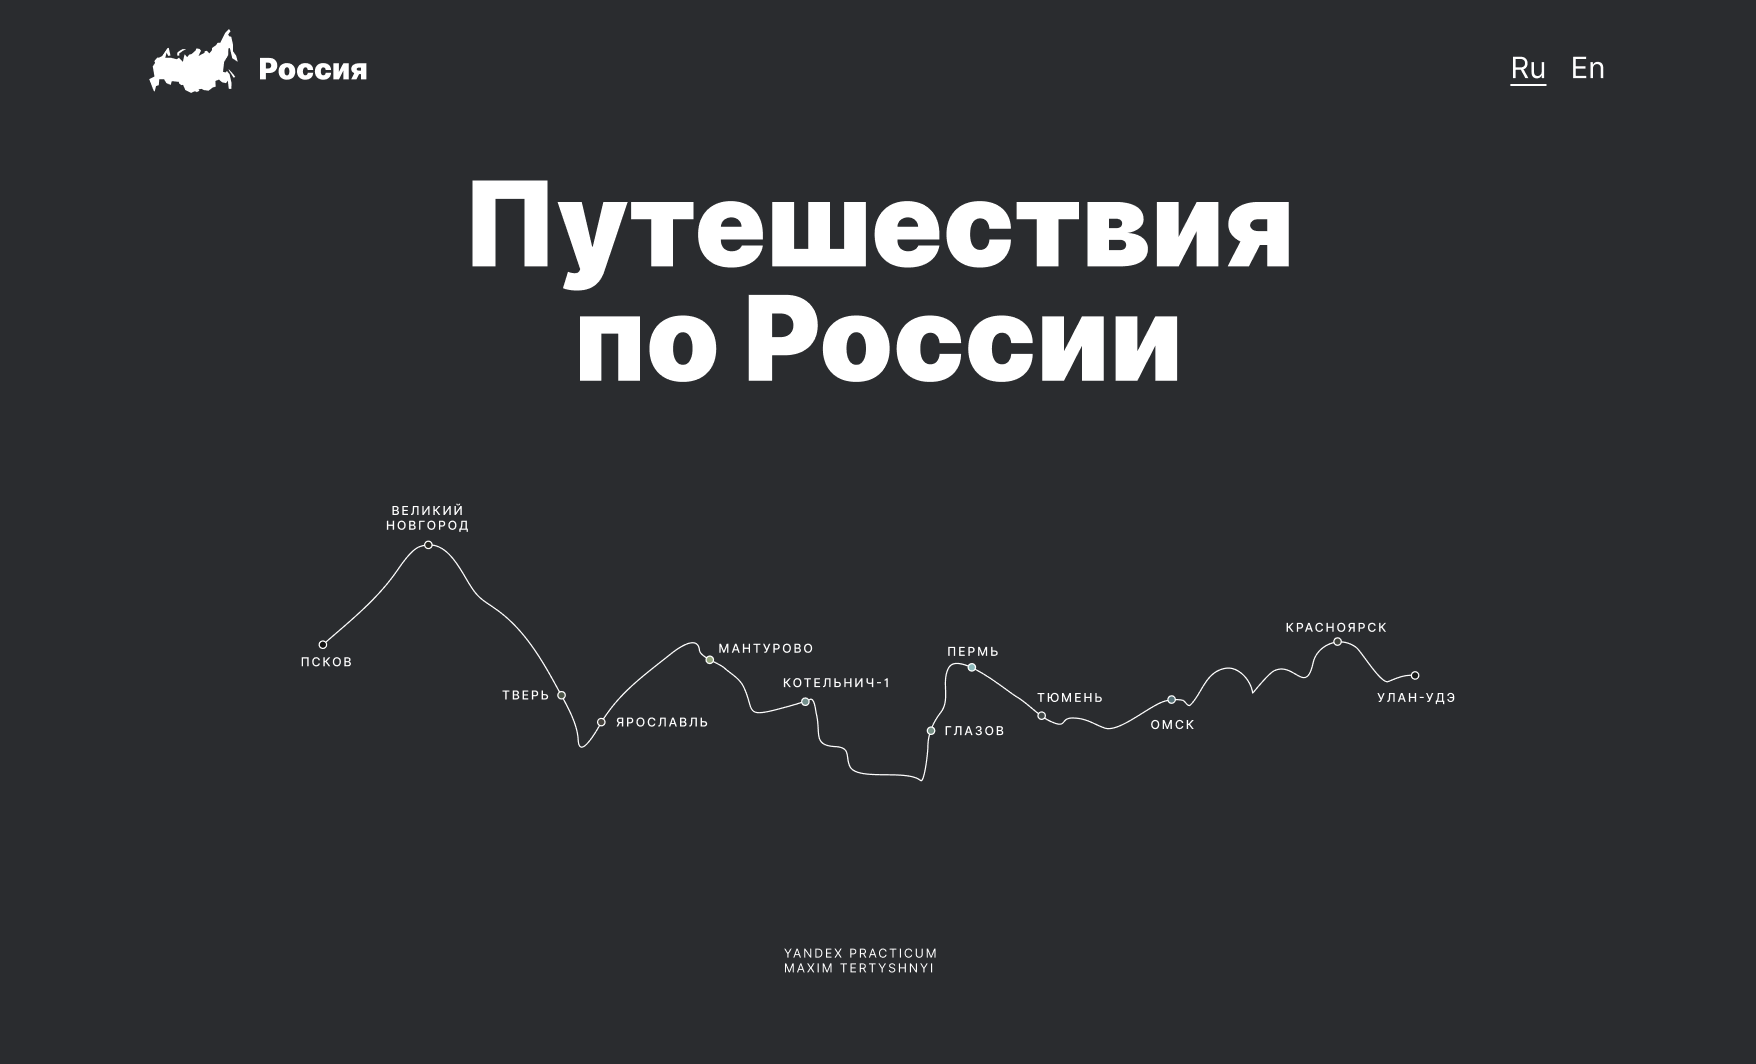 Россия
Ru En
Путешествия
по России
ВЕЛИКИЙ
НОВГОРОД
ПСКОВ
ТВЕРЬ
ЯРОСЛАВЛЬ
МАНТУРОВО
КОТЕЛЬНИЧ-1
ГЛАЗОВ
ПЕРМЬ
ТЮМЕНЬ
ОМСК
КРАСНОЯРСК
УЛАН-УДЭ
YANDEX PRACTICUM
MAXIM TERTYSHNYI